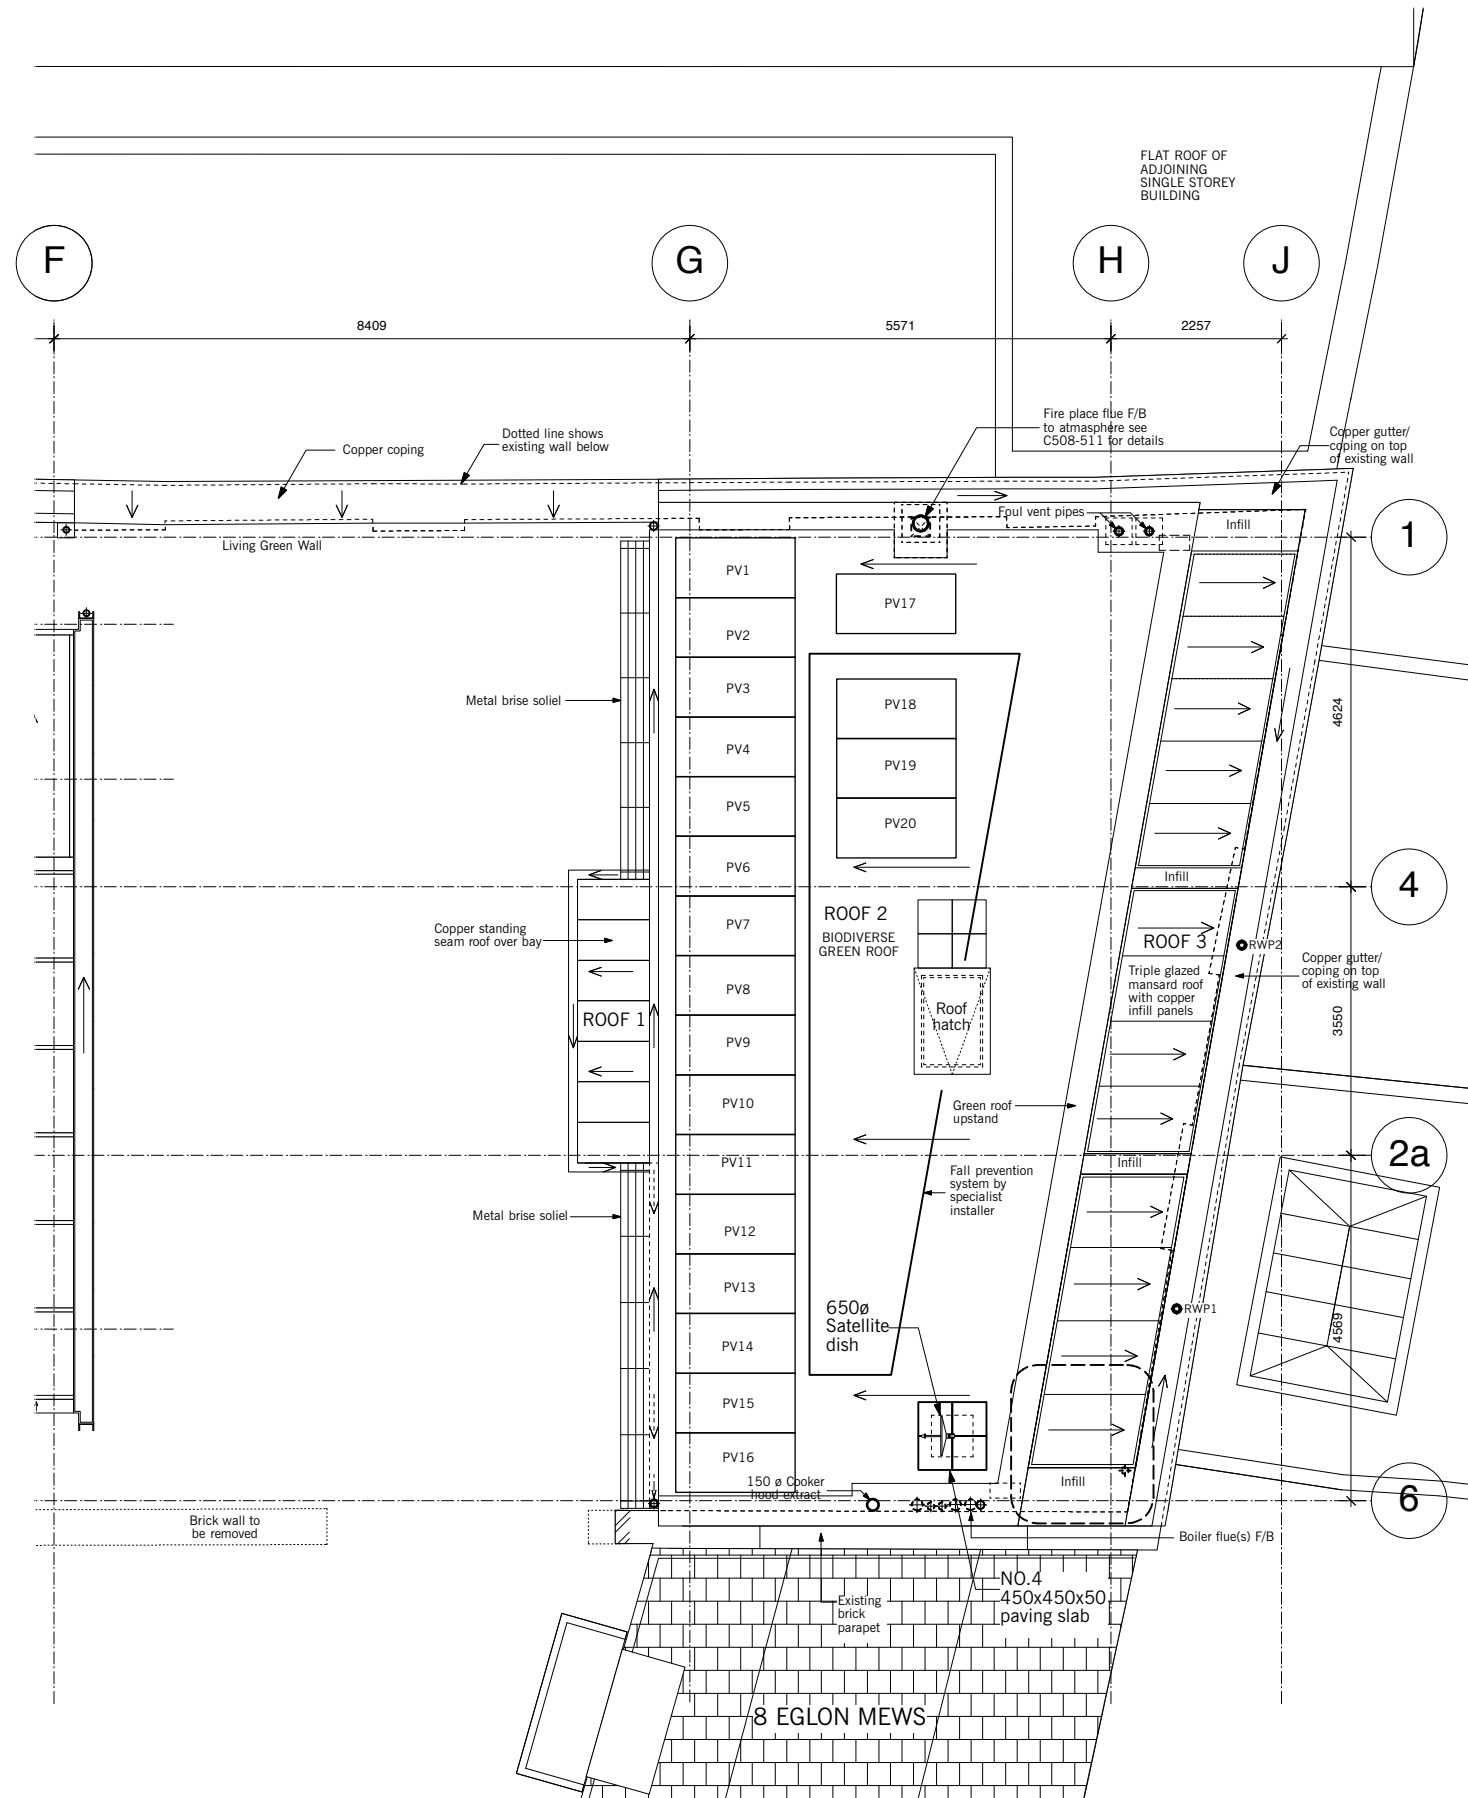 FLAT ROOF OF
ADJOINING
SINGLE STOREY
BUILDING
F
G
H
J
8409
5571
2257
Copper coping
Dotted line shows
existing wall below
Fire place flue F/B
to atmasphere see
C508-511 for details
Copper gutter/
coping on top
of existing wall
Foul vent pipes
Infill
1
Living Green Wall
PV1
PV17
PV2
Metal brise soliel
PV3
PV18
4624
PV4
PV19
PV5
PV20
PV6
Infill
4
ROOF 2
BIODIVERSE
GREEN ROOF
PV7
Copper standing
seam roof over bay
ROOF 3
RWP2
Triple glazed
mansard roof
with copper
infill panels
Copper gutter/
coping on top
of existing wall
PV8
ROOF 1
Roof
hatch
3550
PV9
PV10
Green roof
upstand
PV11
Infill
2a
Fall prevention
system by
specialist
installer
Metal brise soliel
PV12
PV13
650ø
Satellite
dish
RWP1
4569
PV14
PV15
PV16
150 ø Cooker
hood extract
Infill
6
Brick wall to
be removed
Boiler flue(s) F/B
NO.4
450x450x50
paving slab
Existing
brick
parapet
8 EGLON MEWS